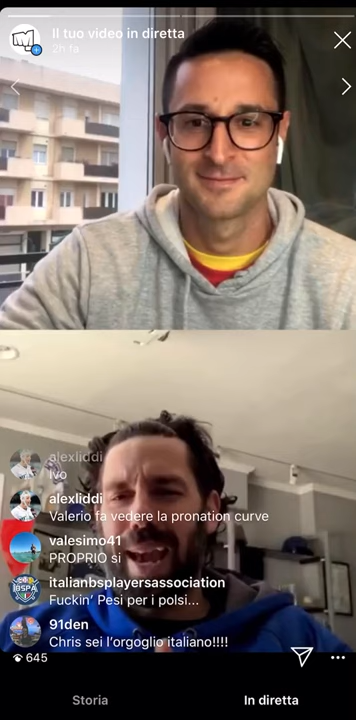 Il tuo video in diretta
2h fa
alexliddi
Ivo
alexliddi
Valerio fa vedere la pronation curve
valesimo41
PROPRIO si
italianbsplayersassociation
Fuckin' Pesi per i polsi...
91den
Chris sei l'orgoglio italiano!!!!
645
Storia
In diretta